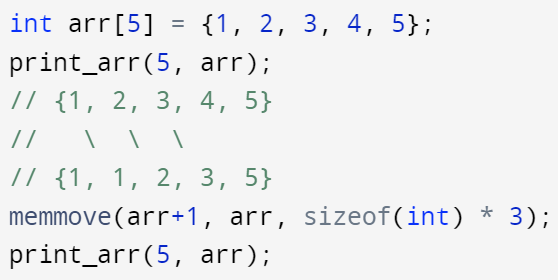 int arr[5] = {1, 2, 3, 4, 5};
print_arr(5, arr);
// {1, 2, 3, 4, 5}
//   \  \  \
// {1, 1, 2, 3, 5}
memmove(arr+1, arr, sizeof(int) * 3);
print_arr(5, arr);